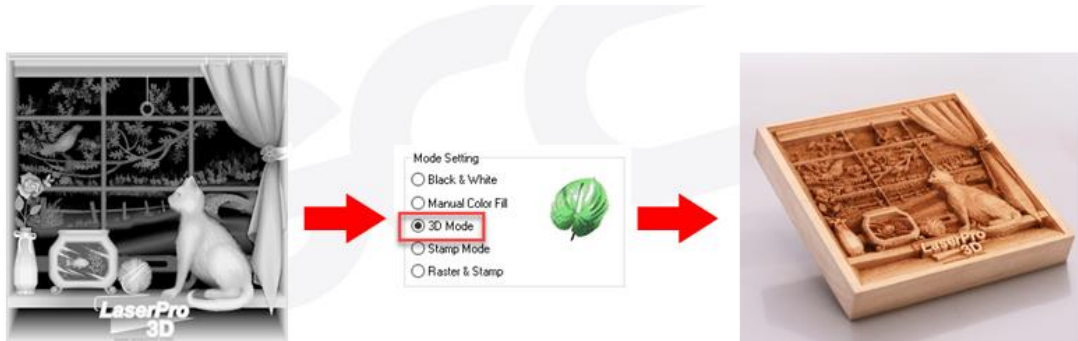 LaserPro
3D
Mode Setting
Black & White
Manual Color Fill
3D Mode
Stamp Mode
Raster & Stamp
LaserPro
3D